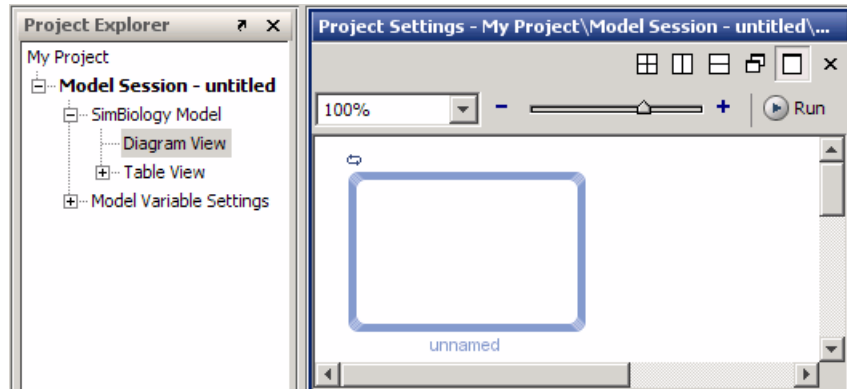 Project Explorer
My Project
Model Session - untitled
SimBiology Model
Diagram View
Table View
Model Variable Settings
Project Settings - My Project\Model Session - untitled\...
100%
Run
unnamed